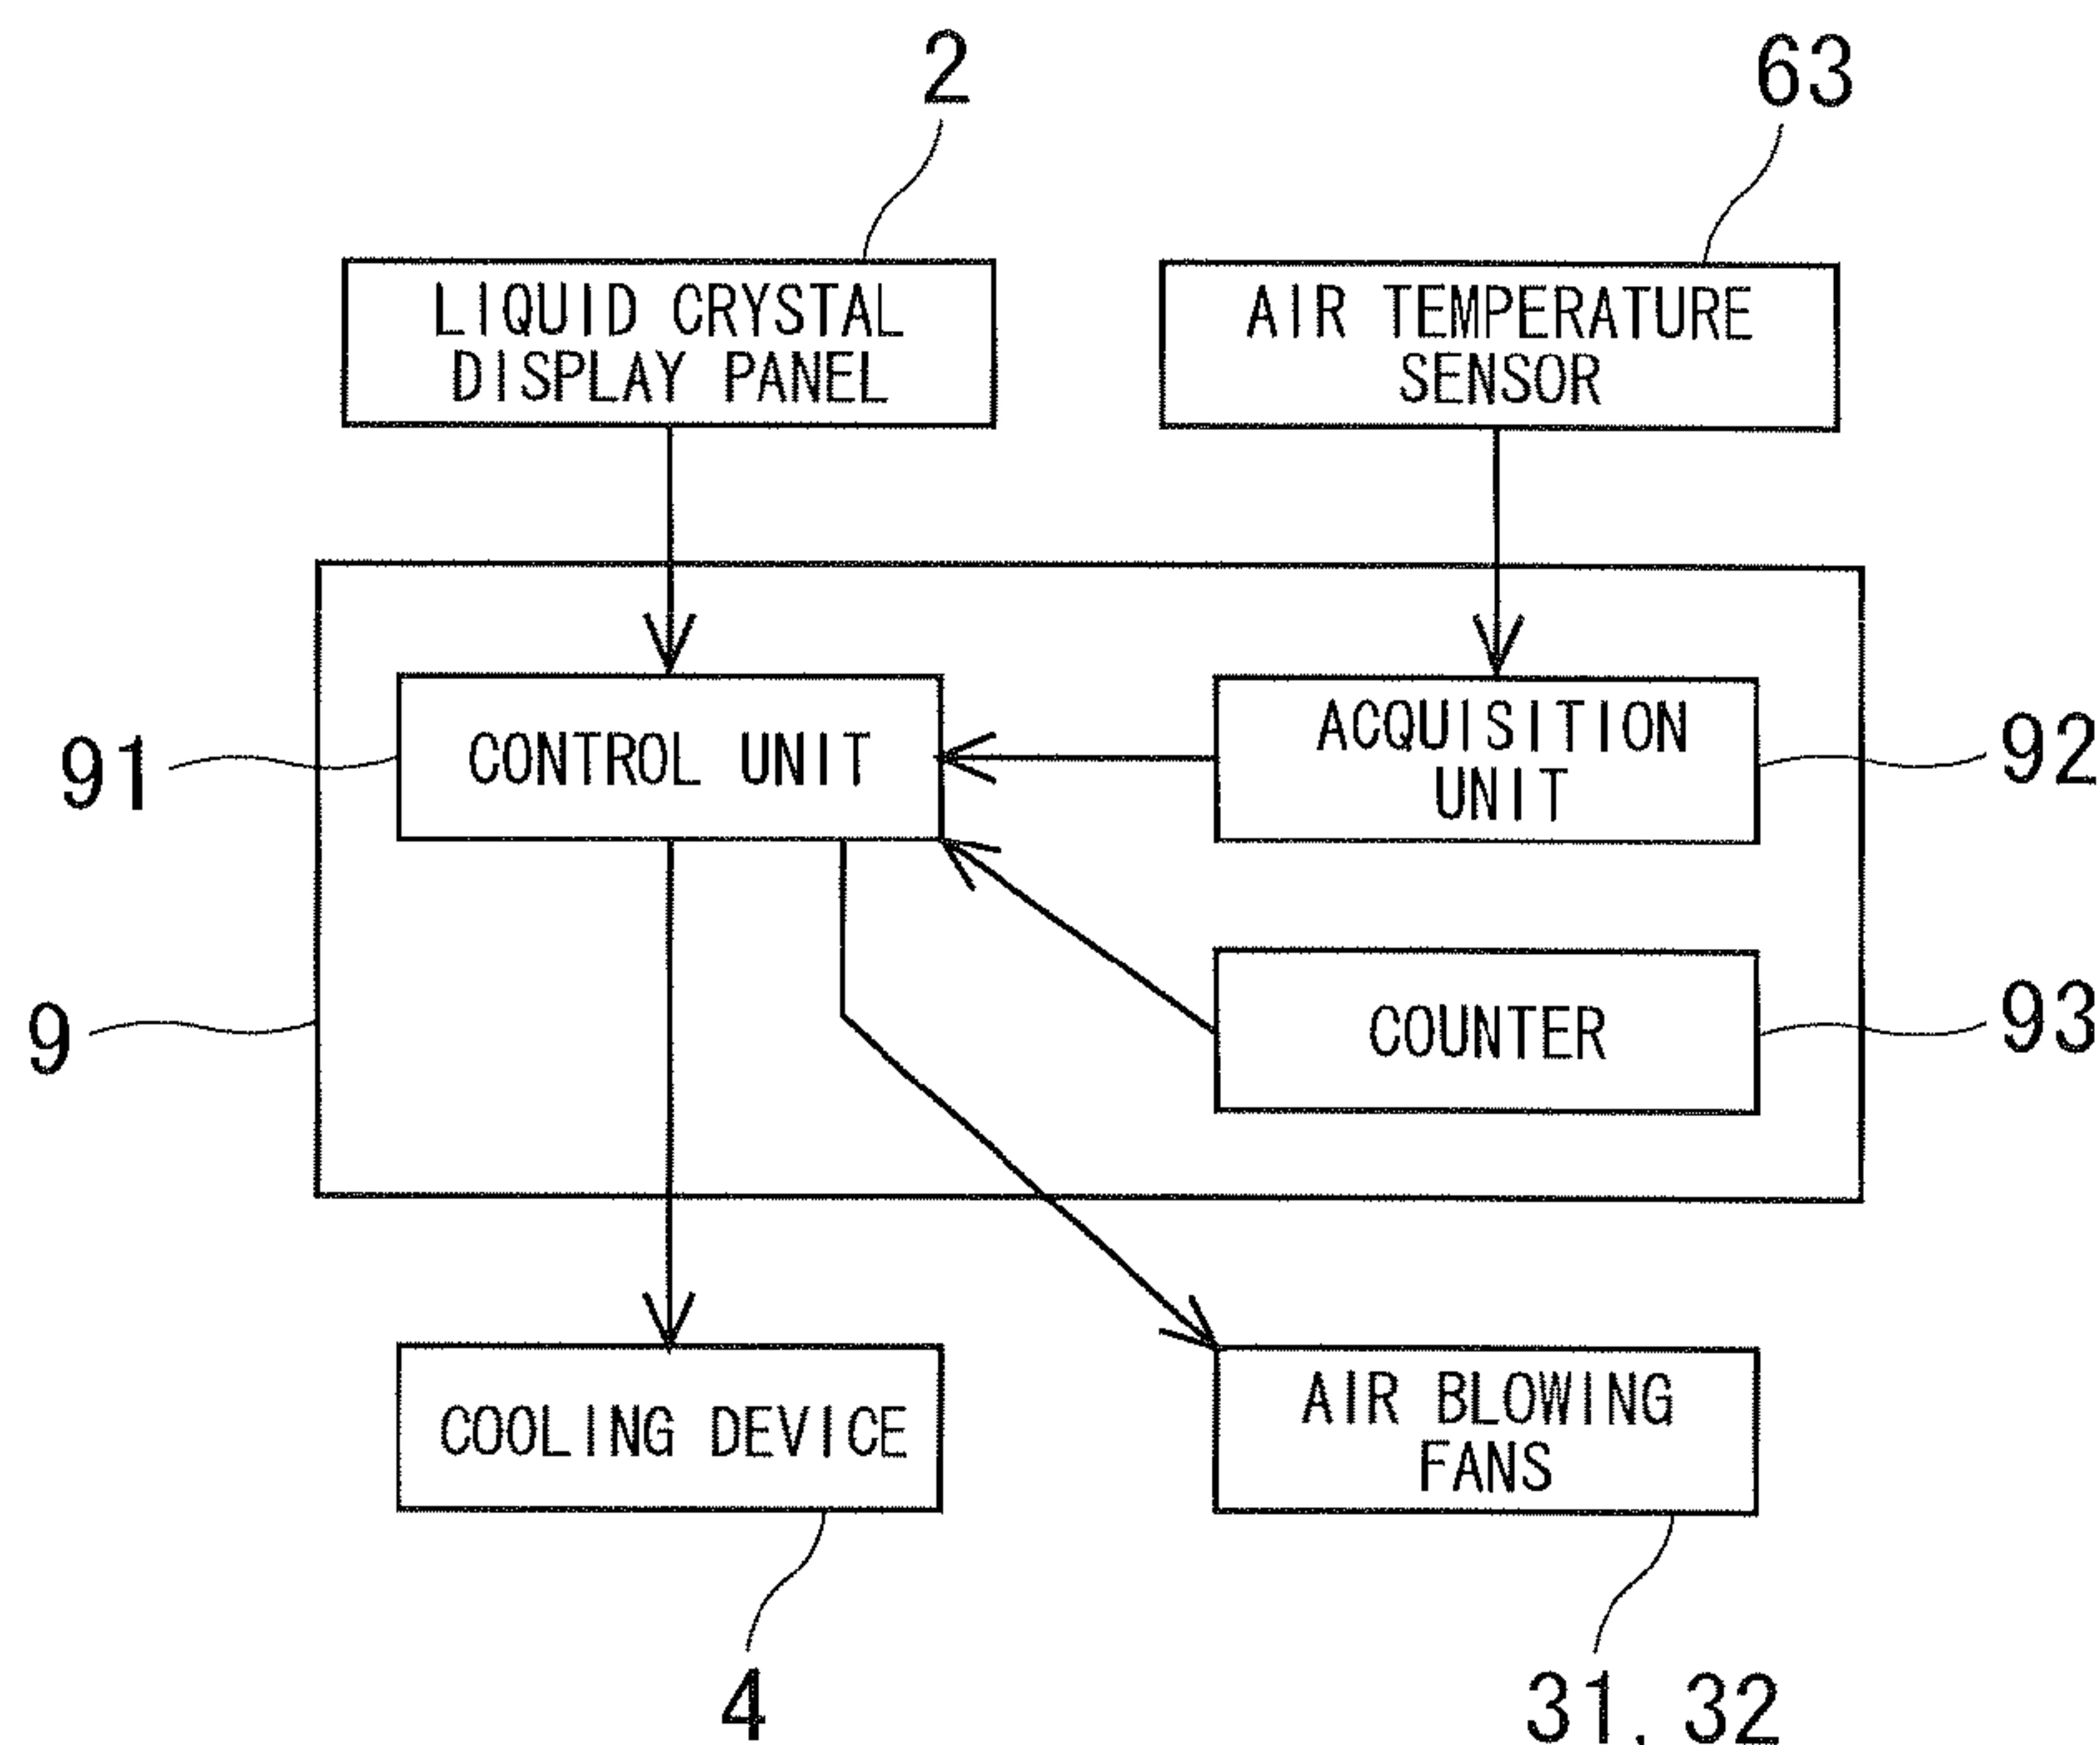 2
63
LIQUID CRYSTAL
DISPLAY PANEL
AIR TEMPERATURE
SENSOR
91
CONTROL UNIT
ACQUISITION
UNIT
92
9
COUNTER
93
COOLING DEVICE
AIR BLOWING
FANS
4
31, 32